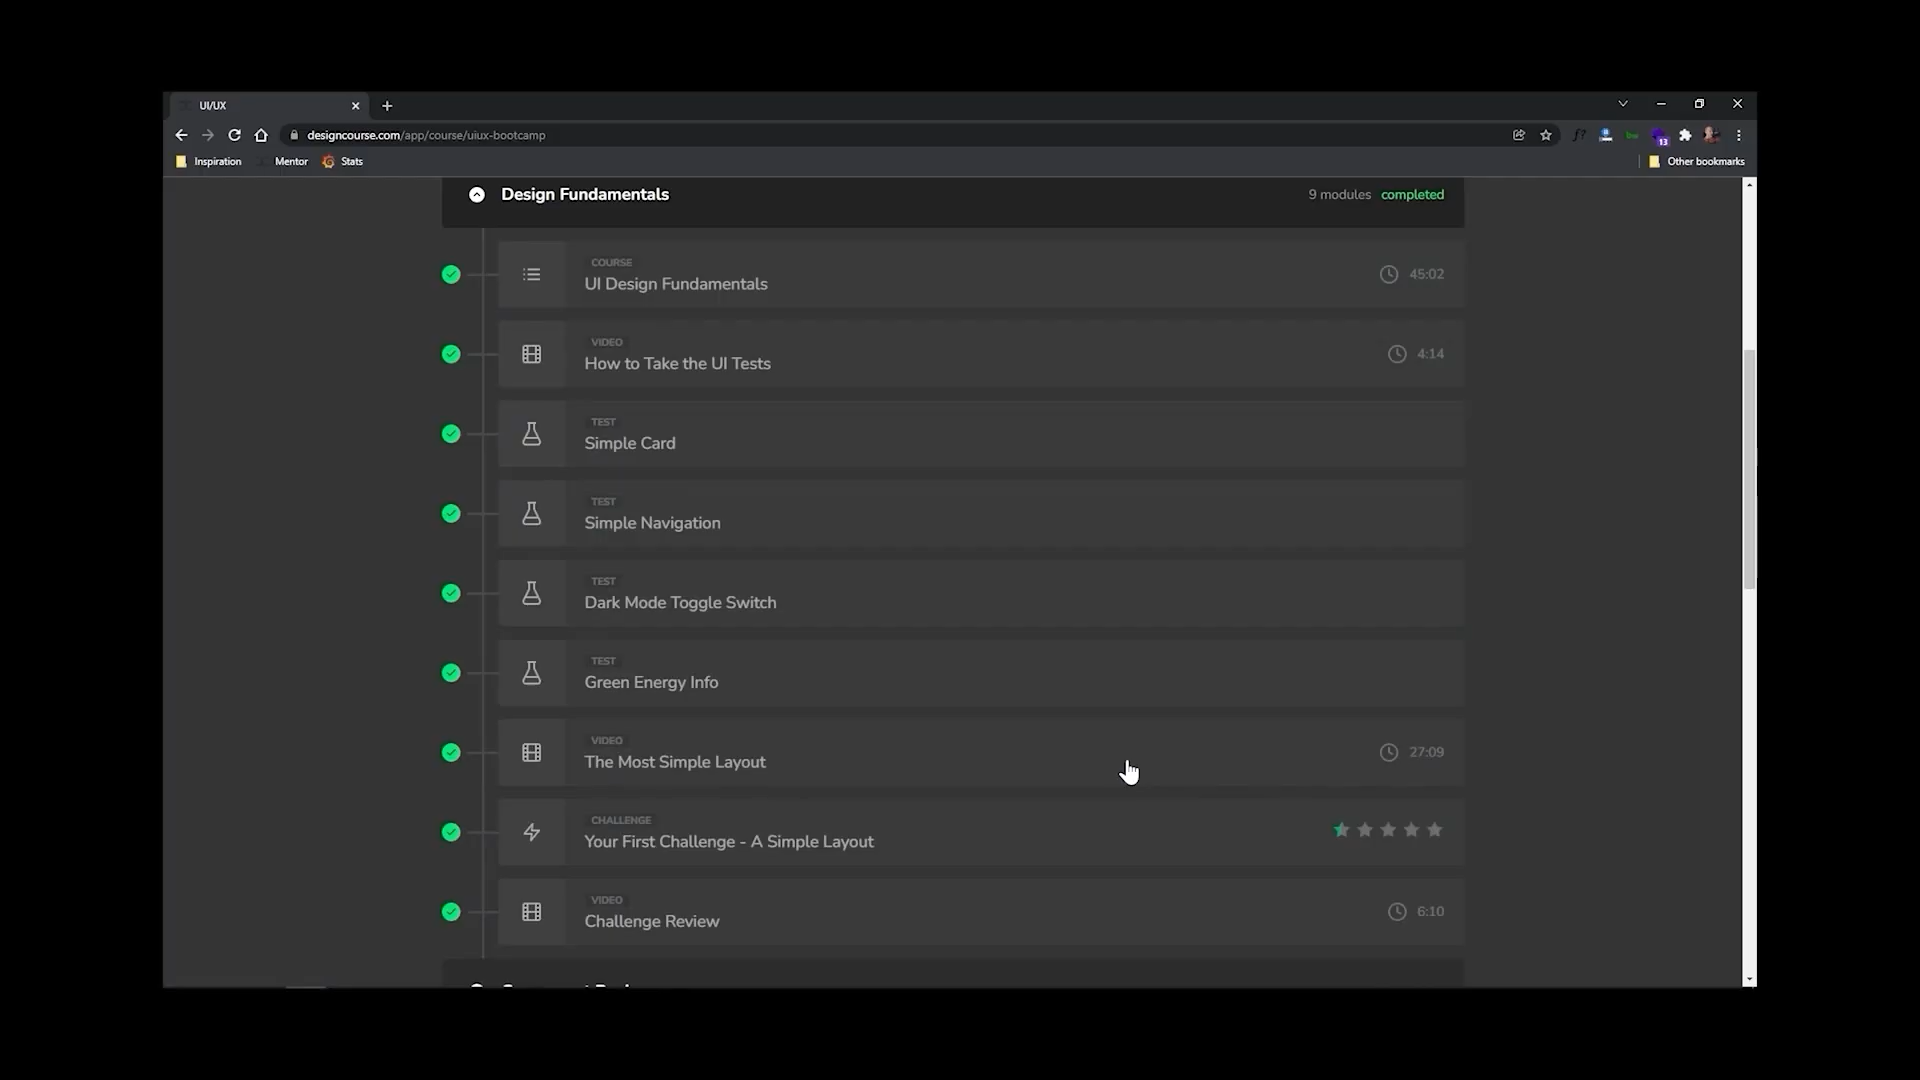 UI/UX
designcourse.com/app/course/uiux-bootcamp
13
Inspiration Mentor Stats Other bookmarks
Design Fundamentals 9 modules completed
COURSE
UI Design Fundamentals 45:02
VIDEO
How to Take the UI Tests 4:14
TEST
Simple Card
TEST
Simple Navigation
TEST
Dark Mode Toggle Switch
TEST
Green Energy Info
VIDEO
The Most Simple Layout 27:09
CHALLENGE
Your First Challenge - A Simple Layout
VIDEO
Challenge Review 6:10